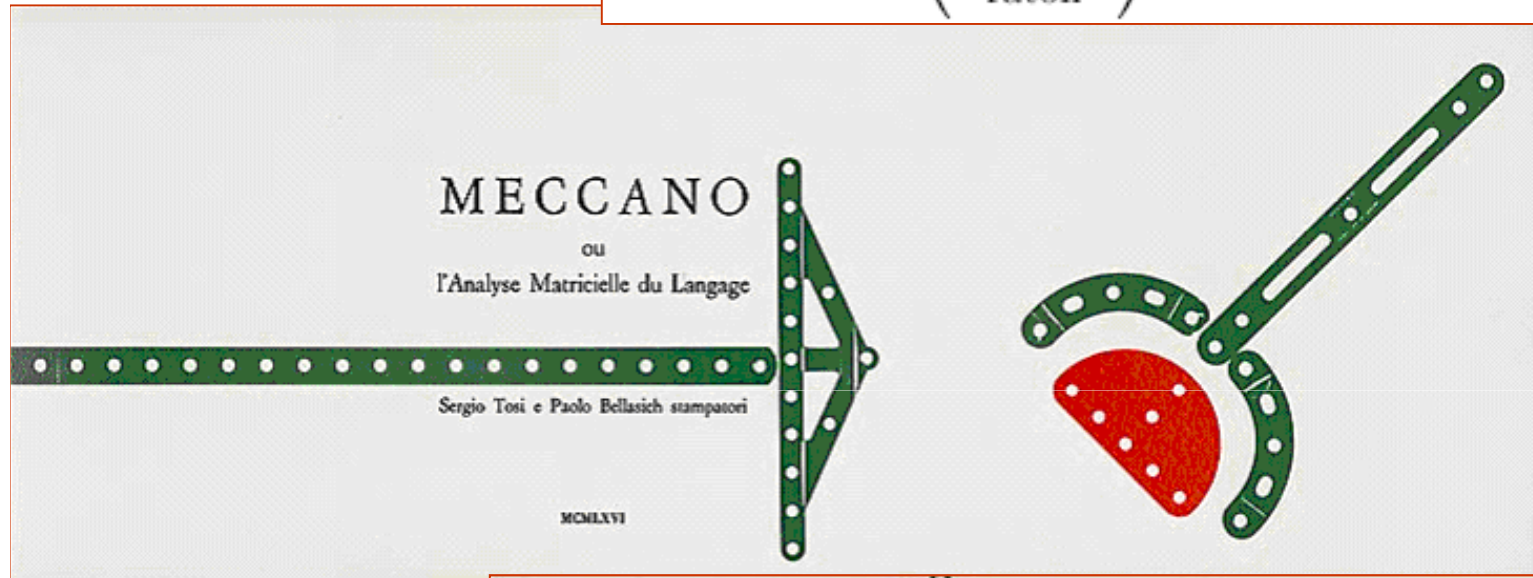 MECCANO
ou
l'Analyse Matricielle du Langage
Sergio Tosi e Paolo Bellasich stampatori
MCMLXVI